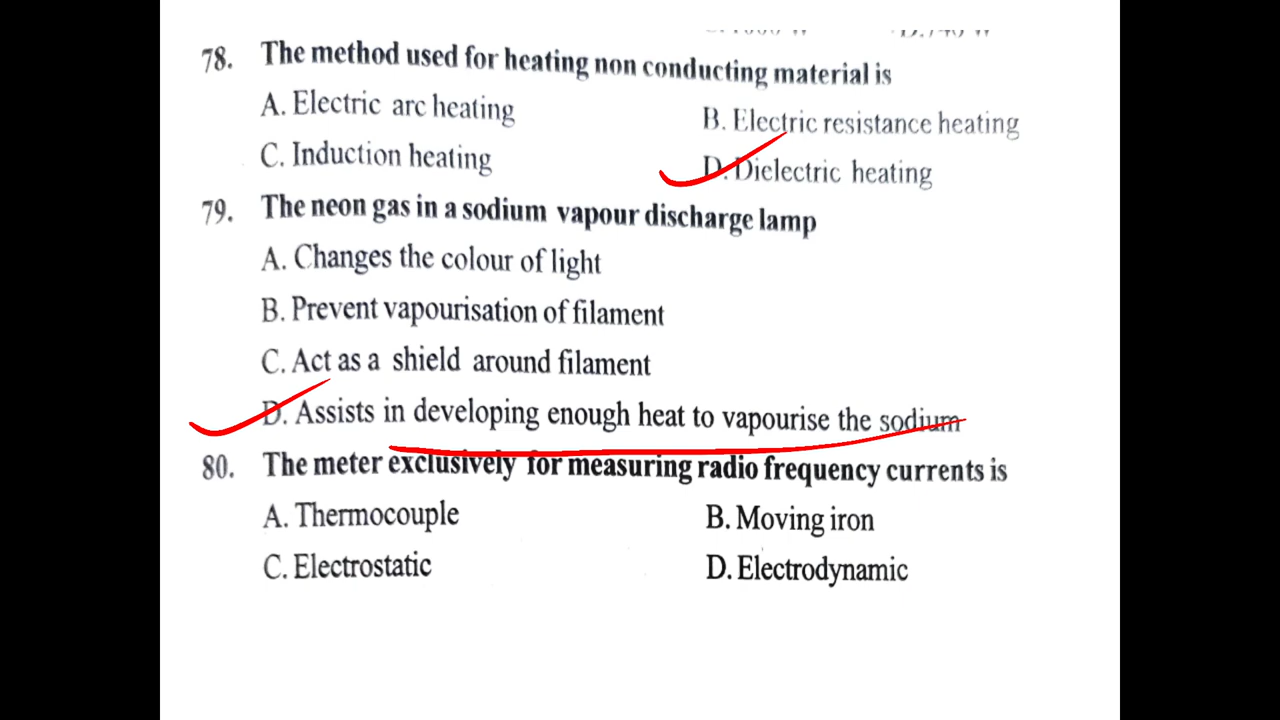 78. The method used for heating non conducting material is
A. Electric arc heating B. Electric resistance heating
C. Induction heating D. Dielectric heating
79. The neon gas in a sodium vapour discharge lamp
A. Changes the colour of light
B. Prevent vapourisation of filament
C. Act as a shield around filament
D. Assists in developing enough heat to vapourise the sodium
80. The meter exclusively for measuring radio frequency currents is
A. Thermocouple B. Moving iron
C. Electrostatic D. Electrodynamic